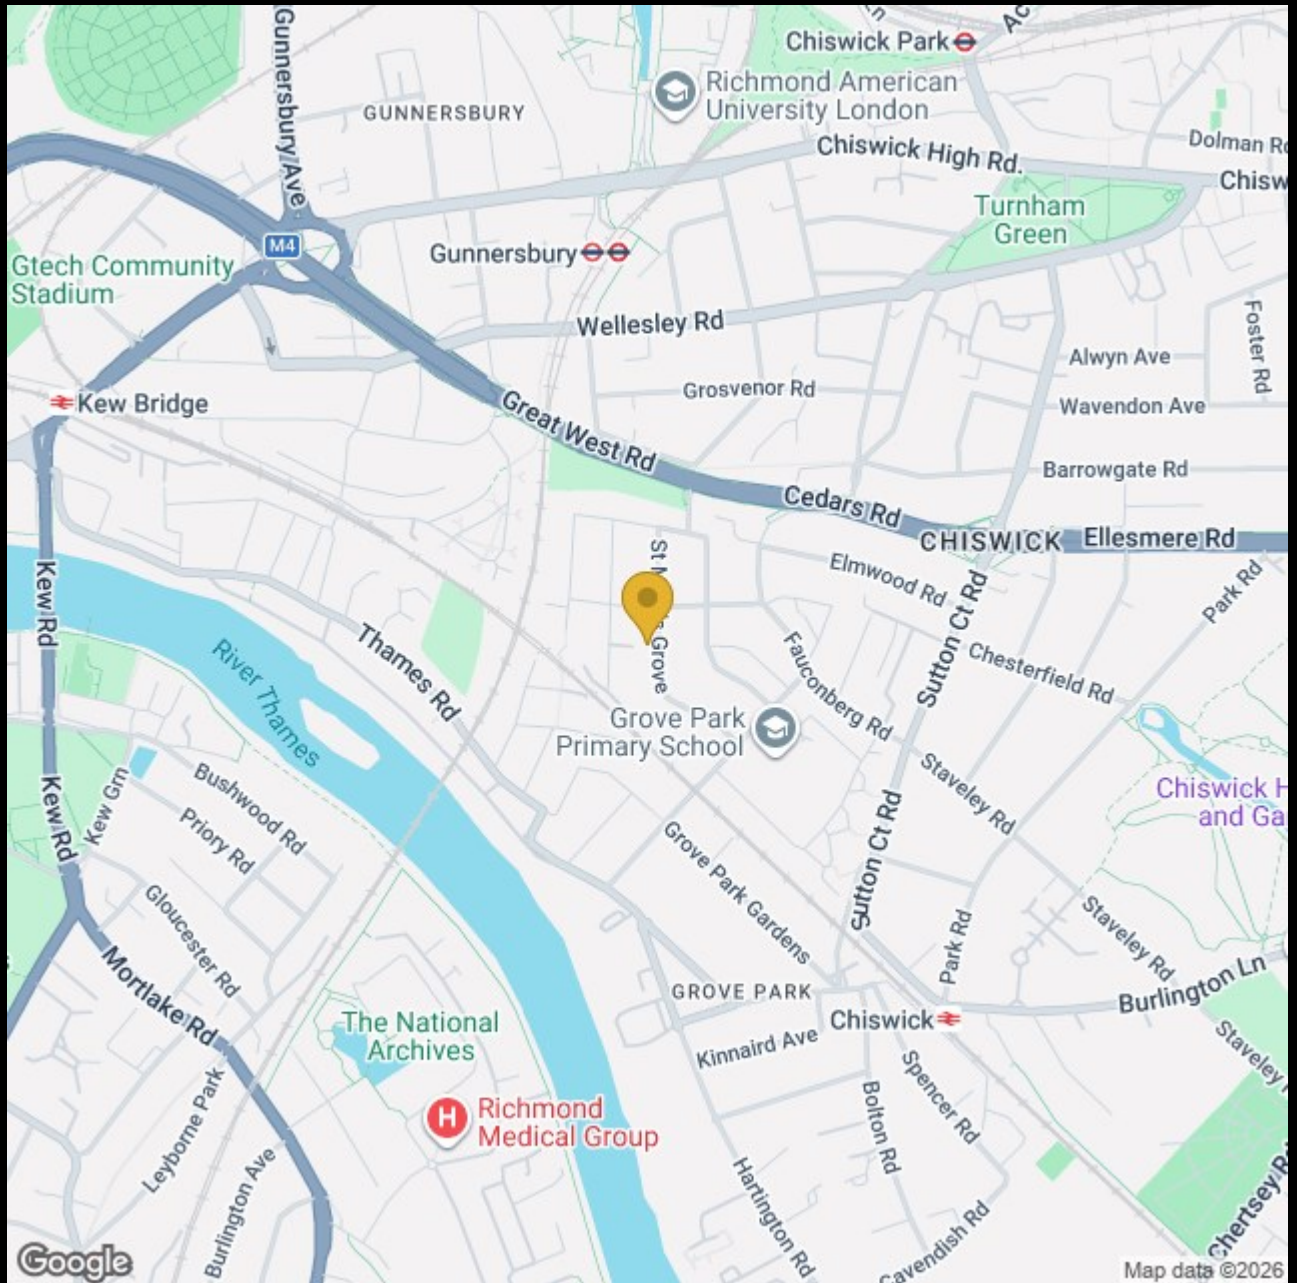 Chiswick Park
Gunnersbury Ave
Richmond American
University London
GUNNERSBURY
Chiswick High Rd.
Dolman Rd
Chisw
Turnham
Green
M4
Gunnersbury
Gtech Community
Stadium
Wellesley Rd
Foster Rd
Alwyn Ave
Grosvenor Rd
Kew Bridge
Wavendon Ave
Great West Rd
Barrowgate Rd
Cedars Rd
CHISWICK
Ellesmere Rd
Elmwood Rd
Kew Rd
Park Rd
Grove
Thames Rd
River Thames
Sutton Ct Rd
Fauconberg Rd
Chesterfield Rd
Grove Park
Primary School
Kew Rd
Kew Grn
Bushwood Rd
Priory Rd
Staveley Rd
Chiswick H
and Ga
Sutton Ct Rd
Grove Park Gardens
Gloucester Rd
Park Rd
Staveley Rd
Mortlake Rd
GROVE PARK
Burlington Ln
Chiswick
The National
Archives
Kinnaird Ave
Staveley
Spencer Rd
Bolton Rd
Leyborne Park
Richmond
Medical Group
H
Burlington Ave
Hartington Rd
Cavendish Rd
Chertsey Rd
Google
Map data ©2026